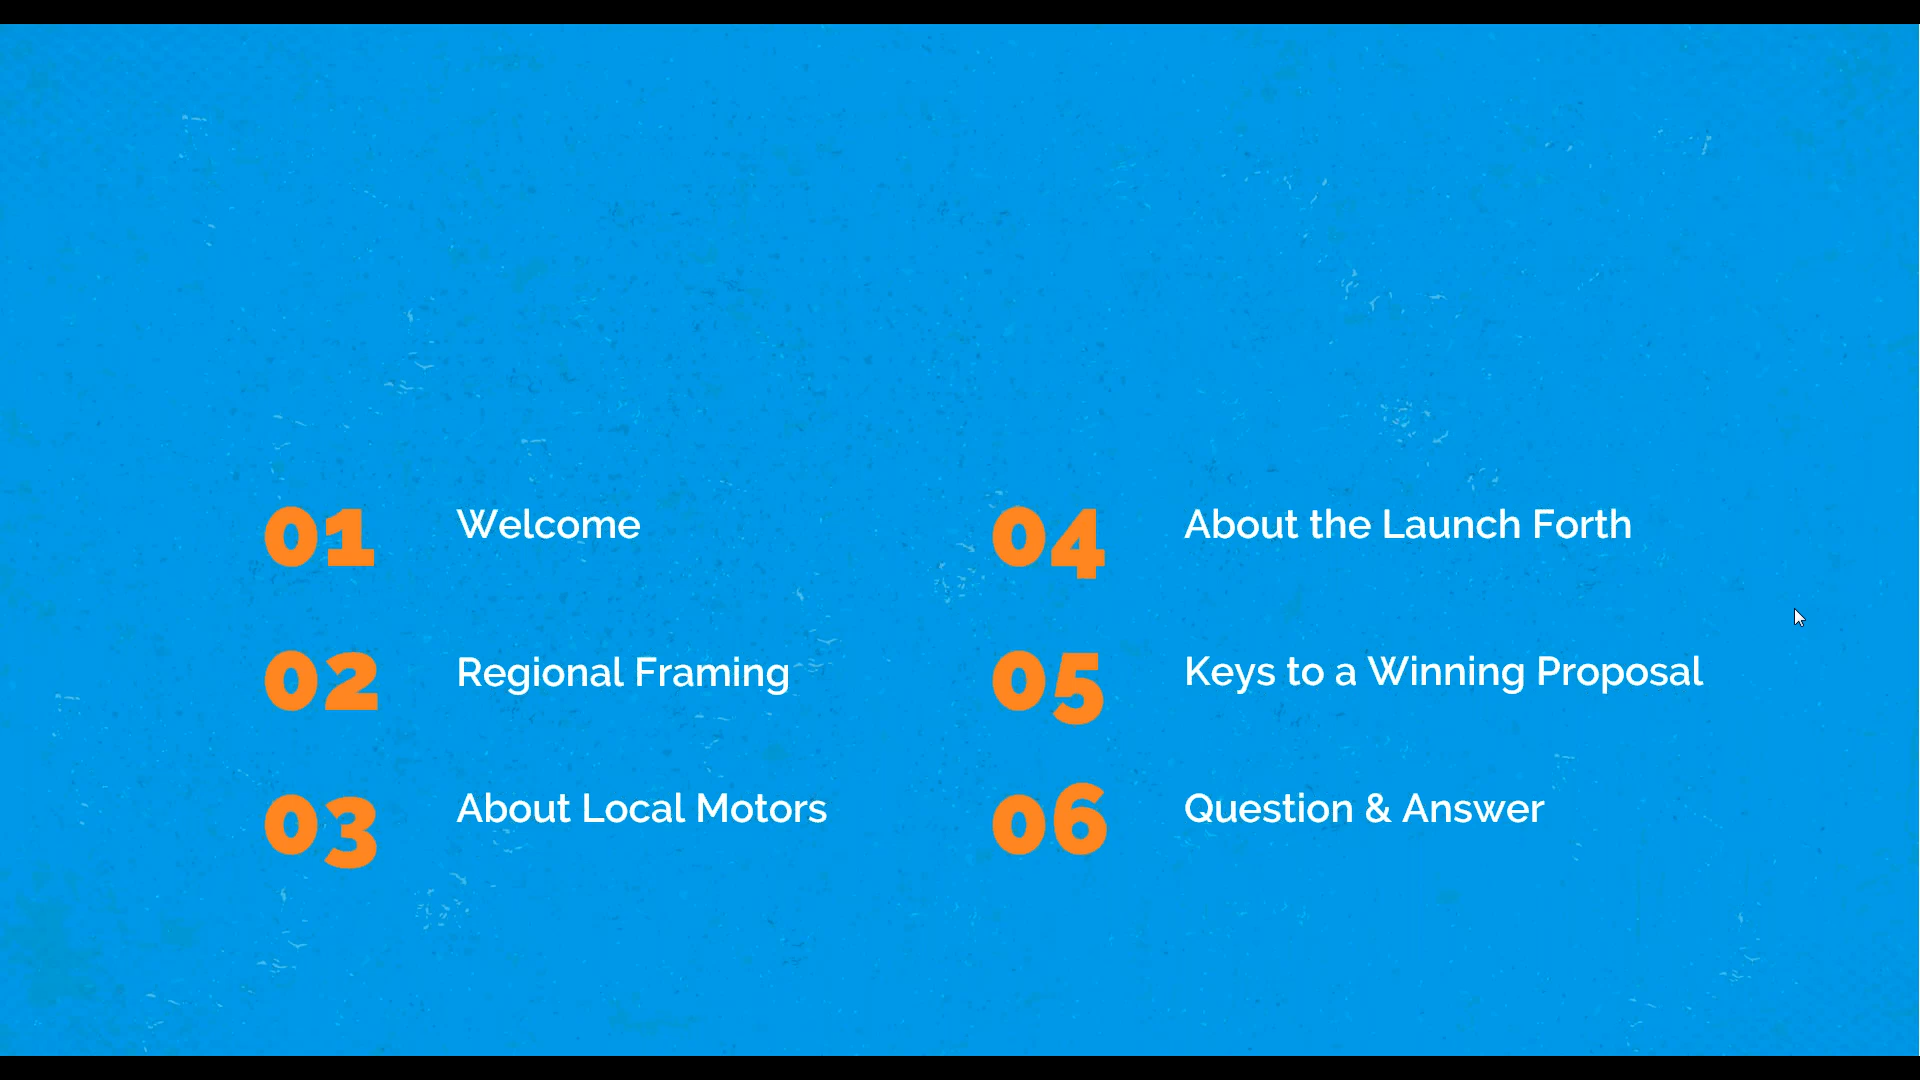 01 Welcome
02 Regional Framing
03 About Local Motors
04 About the Launch Forth
05 Keys to a Winning Proposal
06 Question & Answer